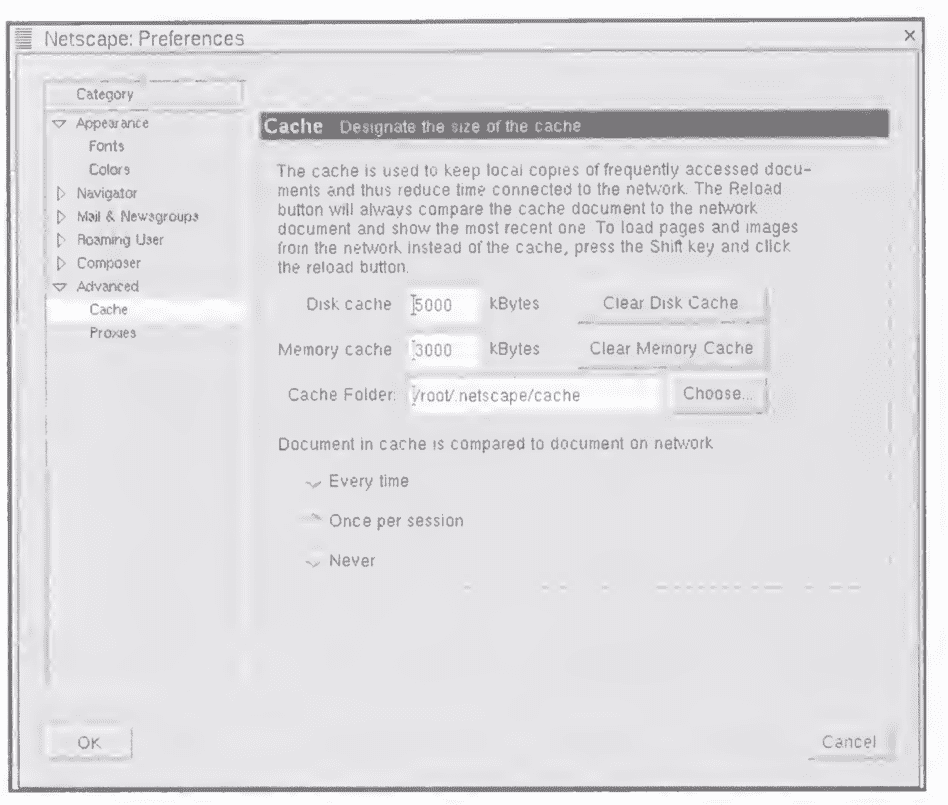 Netscape: Preferences ×
Category
Appearance
Fonts
Colors
Navigator
Mail & Newsgroups
Roaming User
Composer
Advanced
Cache
Proxies
Cache Designate the size of the cache
The cache is used to keep local copies of frequently accessed docu-
ments and thus reduce time connected to the network. The Reload
button will always compare the cache document to the network
document and show the most recent one. To load pages and images
from the network instead of the cache, press the Shift key and click
the reload button.
Disk cache 5000 kBytes Clear Disk Cache
Memory cache 3000 kBytes Clear Memory Cache
Cache Folder: /root/.netscape/cache Choose...
Document in cache is compared to document on network
Every time
Once per session
Never
OK Cancel